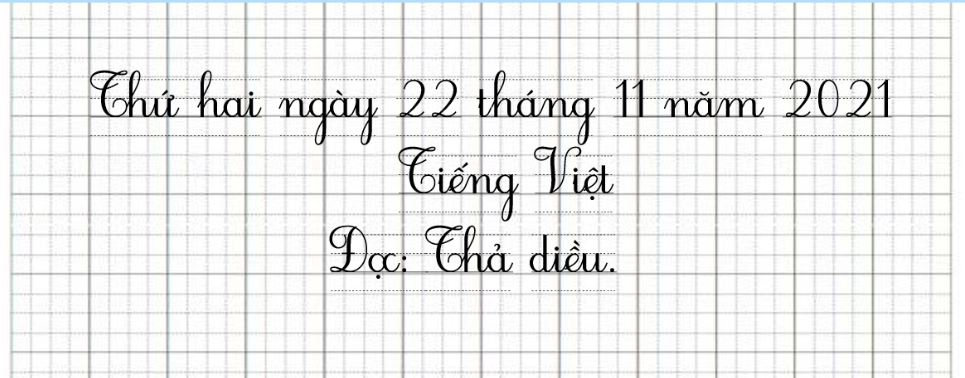 Thứ hai ngày 22 tháng 11 năm 2021
Tiếng Việt
Đọc: Thả diều.